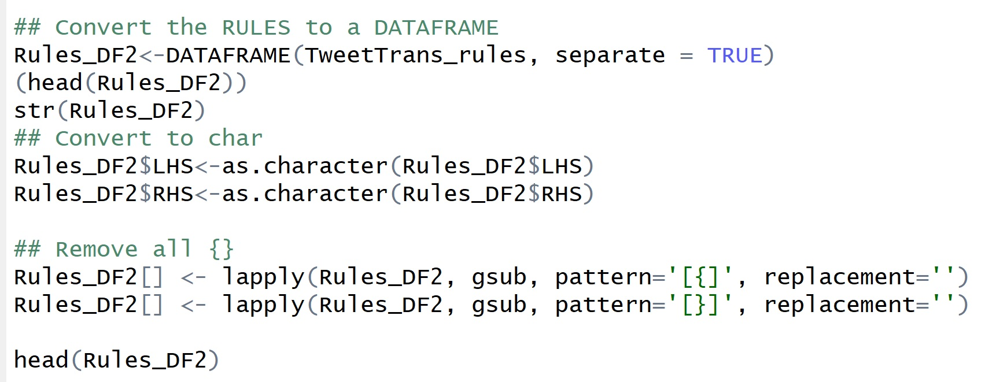 ## Convert the RULES to a DATAFRAME
Rules_DF2<-DATAFRAME(TweetTrans_rules, separate = TRUE)
(head(Rules_DF2))
str(Rules_DF2)
## Convert to char
Rules_DF2$LHS<-as.character(Rules_DF2$LHS)
Rules_DF2$RHS<-as.character(Rules_DF2$RHS)
## Remove all {}
Rules_DF2[] <- lapply(Rules_DF2, gsub, pattern='[{]', replacement='')
Rules_DF2[] <- lapply(Rules_DF2, gsub, pattern='[}]', replacement='')
head(Rules_DF2)